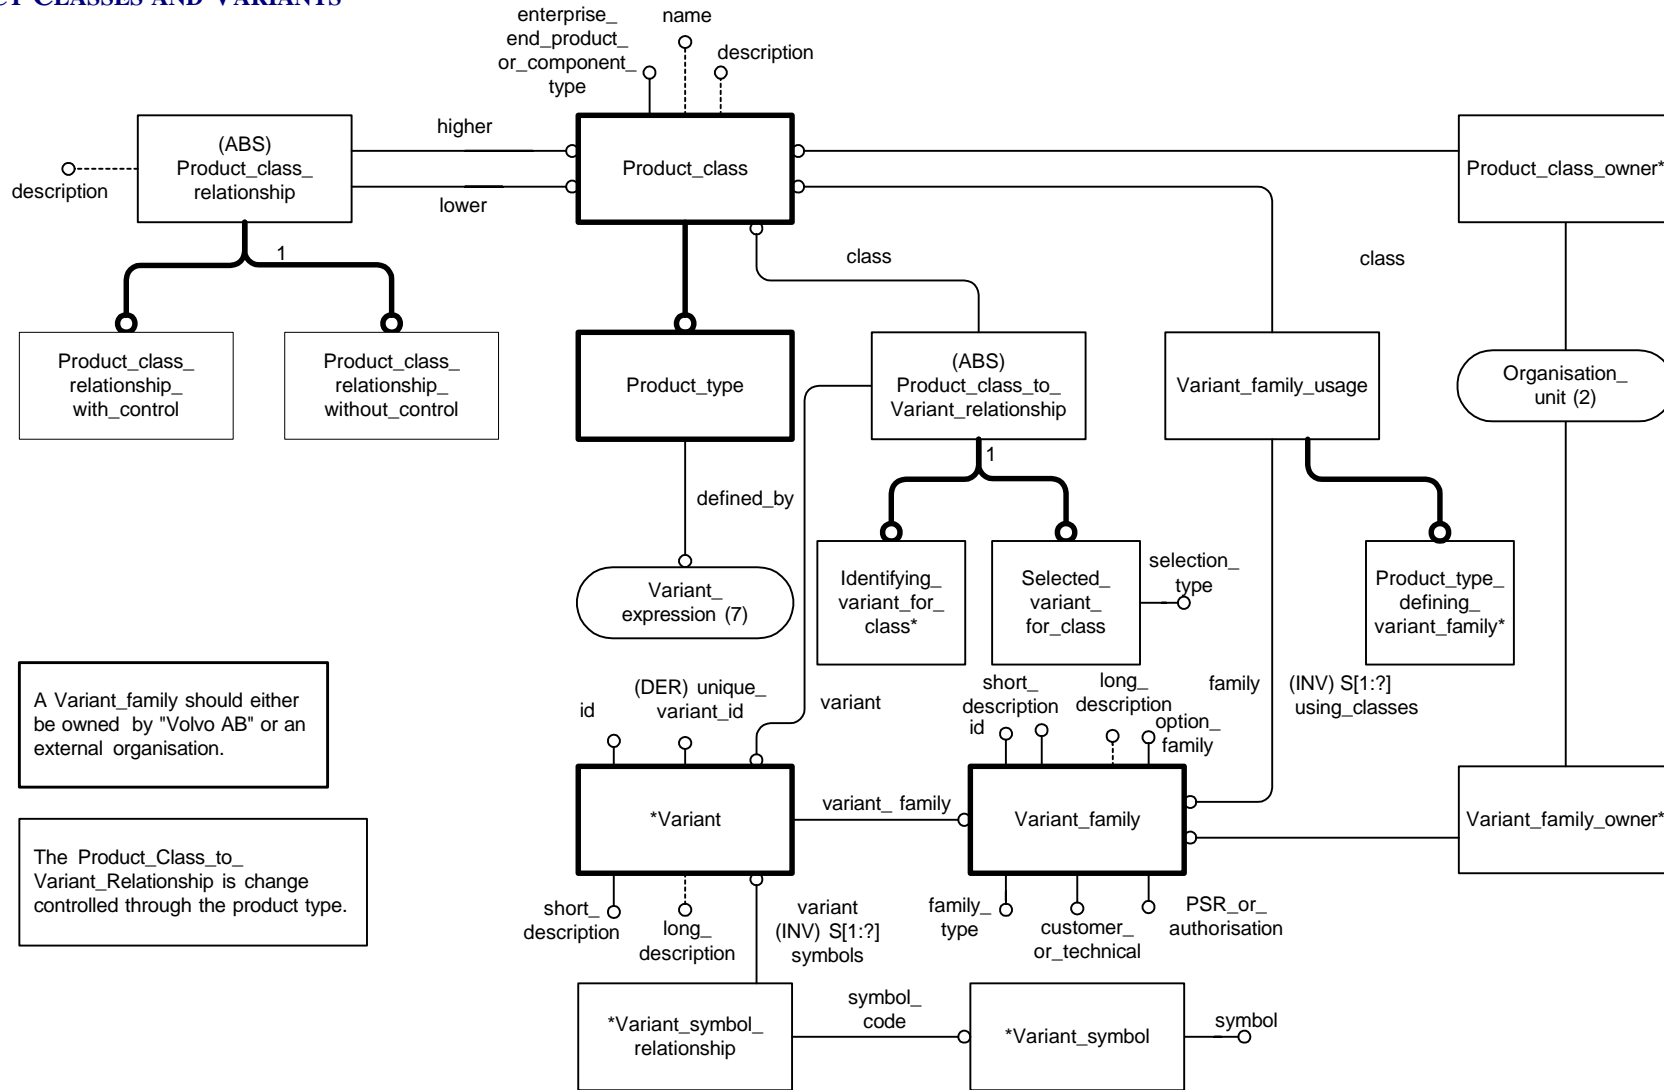 CT CLASSES AND VARIANTS
enterprise_
end_product_
or_component_
type
name
description
(ABS)
Product_class_
relationship
description
higher
lower
Product_class
Product_class_owner*
1
class
class
Product_class_
relationship_
with_control
Product_class_
relationship_
without_control
Product_type
(ABS)
Product_class_to_
Variant_relationship
Variant_family_usage
Organisation_
unit (2)
defined_by
1
Variant_
expression (7)
Identifying_
variant_for_
class*
Selected_
variant_
for_class
selection_
type
Product_type_
defining_
variant_family*
A Variant_family should either
be owned by "Volvo AB" or an
external organisation.
id
(DER) unique_
variant_id
variant
short_
description
id
long_
description
option_
family
family
(INV) S[1:?]
using_classes
*Variant
variant_ family
Variant_family
Variant_family_owner*
The Product_Class_to_
Variant_Relationship is change
controlled through the product type.
short_
description
long_
description
variant
(INV) S[1:?]
symbols
family_
type
customer_
or_technical
PSR_or_
authorisation
*Variant_symbol_
relationship
symbol_
code
*Variant_symbol
symbol